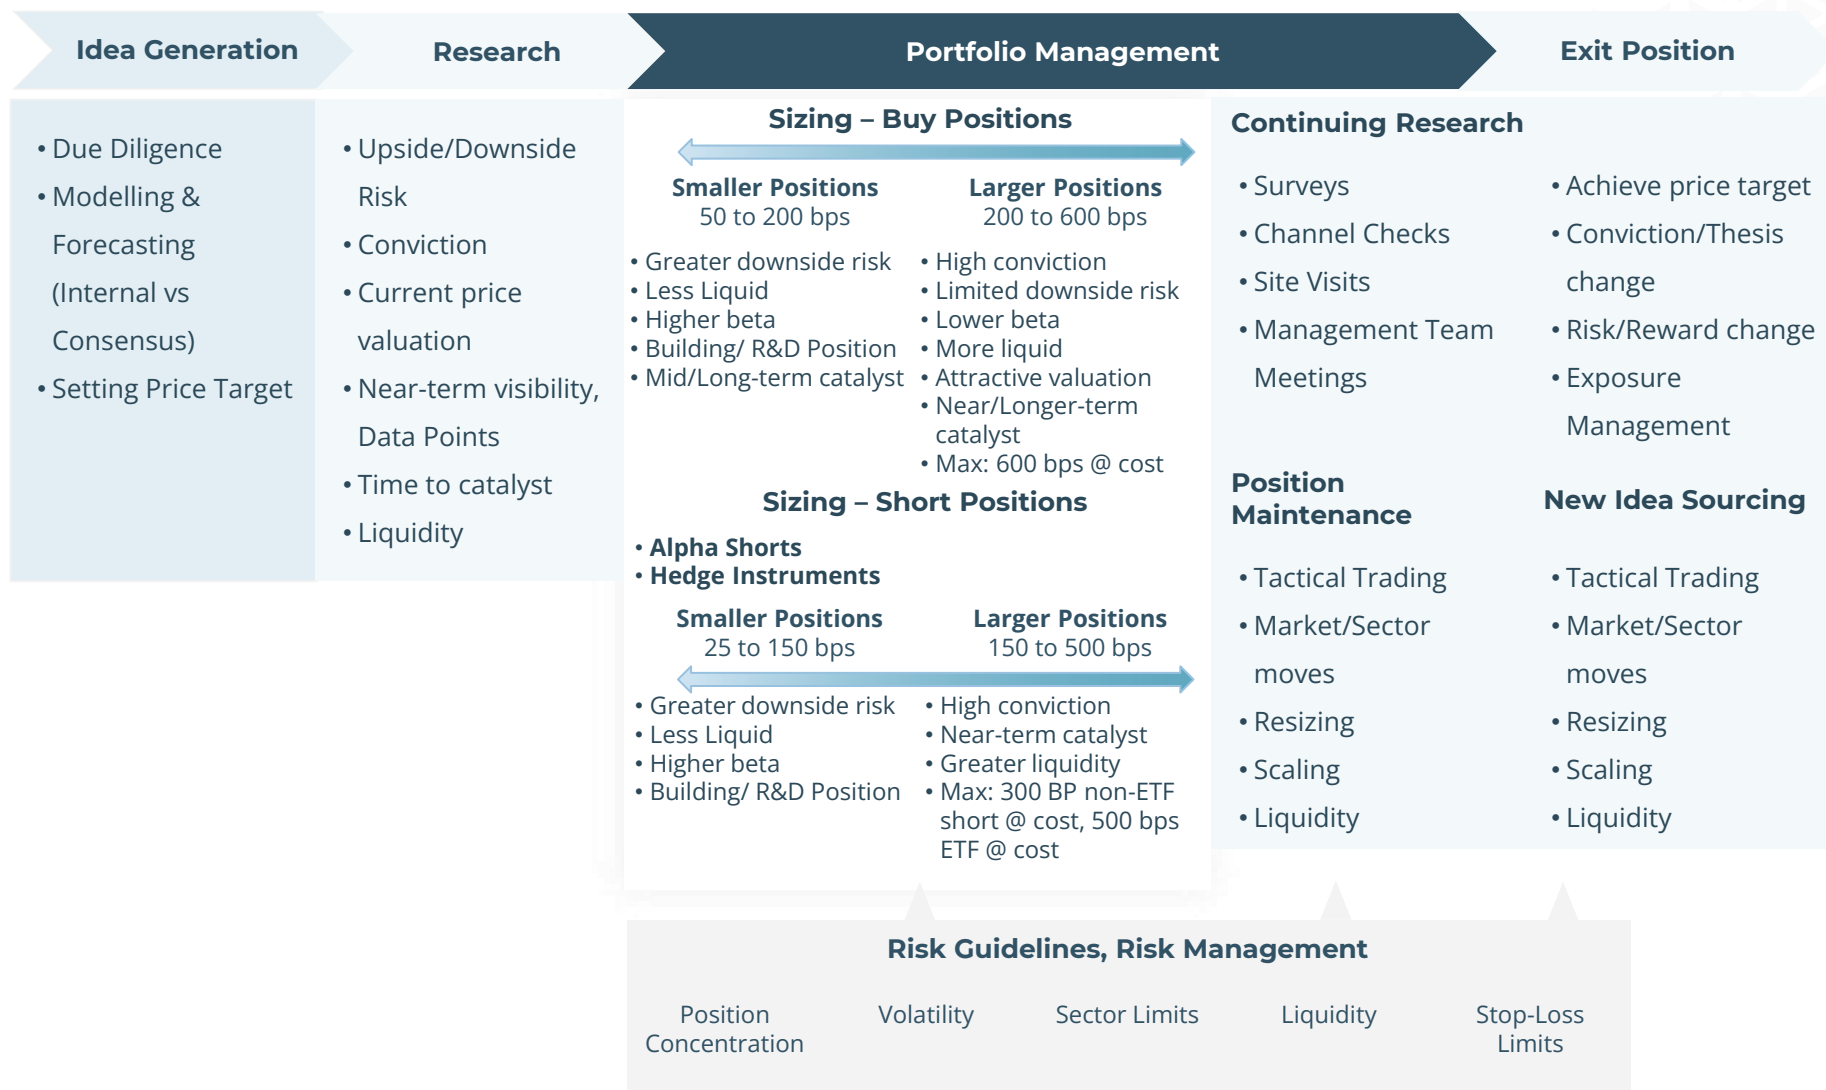 Idea Generation
Research
Portfolio Management
Exit Position
• Due Diligence
• Modelling &
Forecasting
(Internal vs
Consensus)
• Setting Price Target
• Upside/Downside
Risk
• Conviction
• Current price
valuation
• Near-term visibility,
Data Points
• Time to catalyst
• Liquidity
Sizing – Buy Positions
Smaller Positions
50 to 200 bps
• Greater downside risk
• Less Liquid
• Higher beta
• Building/ R&D Position
• Mid/Long-term catalyst
Larger Positions
200 to 600 bps
• High conviction
• Limited downside risk
• Lower beta
• More liquid
• Attractive valuation
• Near/Longer-term
catalyst
• Max: 600 bps @ cost
Sizing – Short Positions
• Alpha Shorts
• Hedge Instruments
Smaller Positions
25 to 150 bps
• Greater downside risk
• Less Liquid
• Higher beta
• Building/ R&D Position
Larger Positions
150 to 500 bps
• High conviction
• Near-term catalyst
• Greater liquidity
• Max: 300 BP non-ETF
short @ cost, 500 bps
ETF @ cost
Continuing Research
• Surveys
• Channel Checks
• Site Visits
• Management Team
Meetings
• Achieve price target
• Conviction/Thesis
change
• Risk/Reward change
• Exposure
Management
Position
Maintenance
• Tactical Trading
• Market/Sector
moves
• Resizing
• Scaling
• Liquidity
New Idea Sourcing
• Tactical Trading
• Market/Sector
moves
• Resizing
• Scaling
• Liquidity
Risk Guidelines, Risk Management
Position
Concentration
Volatility
Sector Limits
Liquidity
Stop-Loss
Limits